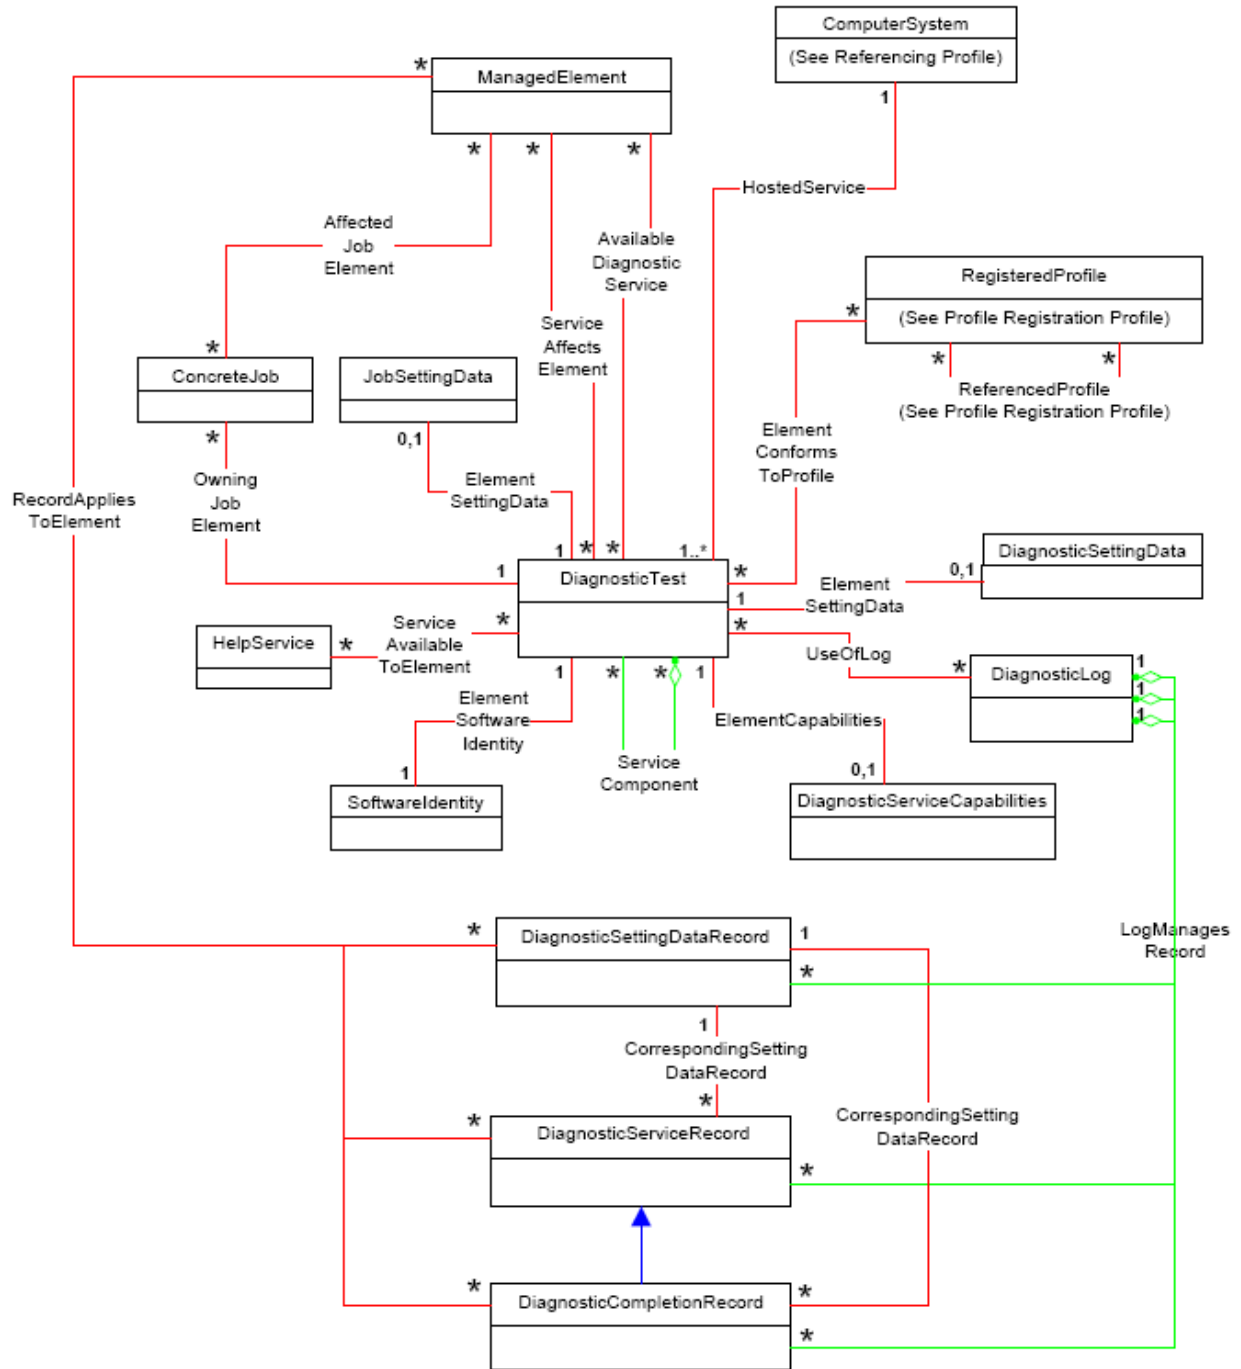 ComputerSystem
(See Referencing Profile)
1
*
ManagedElement
*
*
*
HostedService
Affected
Job
Element
Available
Diagnostic
Service
RegisteredProfile
(See Profile Registration Profile)
*
*
*
ReferencedProfile
(See Profile Registration Profile)
Service
Affects
Element
*
ConcreteJob
*
JobSettingData
0,1
Element
Conforms
ToProfile
Owning
Job
Element
Element
SettingData
RecordApplies
ToElement
1
*
*
1..*
1
DiagnosticTest
*
1
*
Element
SettingData
0,1
DiagnosticSettingData
HelpService
*
Service
Available
ToElement
*
UseOfLog
*
DiagnosticLog
1
1
1
1
*
*
1
Element
Software
Identity
ElementCapabilities
Service
Component
1
SoftwareIdentity
0,1
DiagnosticServiceCapabilities
*
DiagnosticSettingDataRecord
1
*
LogManages
Record
1
CorrespondingSetting
DataRecord
*
*
DiagnosticServiceRecord
*
CorrespondingSetting
DataRecord
*
DiagnosticCompletionRecord
*
*